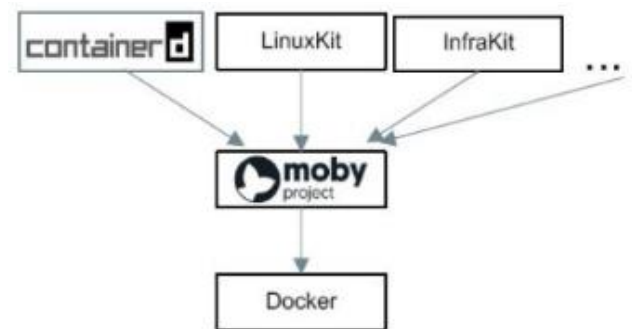 containerd
LinuxKit
InfraKit
...
moby
project
Docker